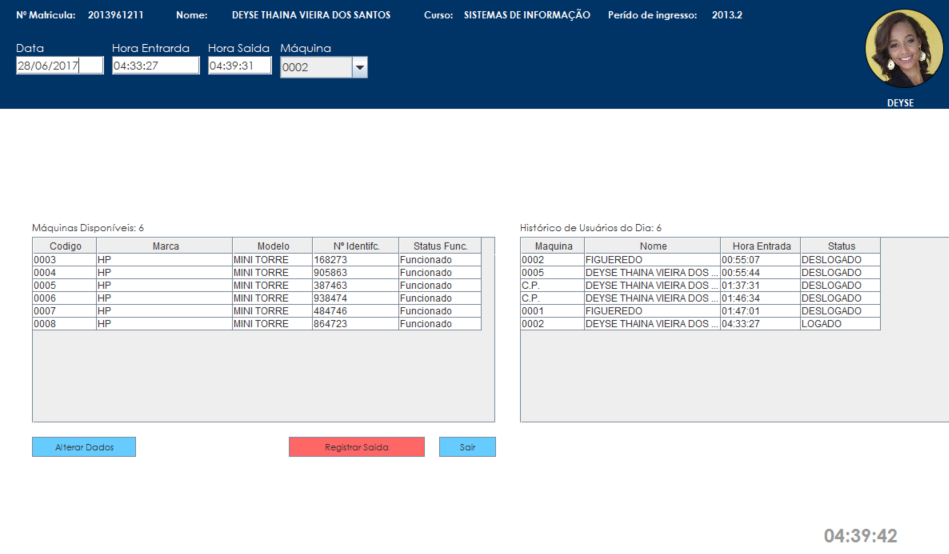 Nº Matricula: 2013961211 Nome: DEYSE THAINA VIEIRA DOS SANTOS Curso: SISTEMAS DE INFORMAÇÃO Perído de ingresso: 2013.2
Data Hora Entrarda Hora Saída Máquina
28/06/2017 04:33:27 04:39:31 0002
DEYSE
Máquinas Disponíveis: 6
Codigo Marca Modelo Nº Identifc. Status Func.
0003 HP MINI TORRE 168273 Funcionado
0004 HP MINI TORRE 905863 Funcionado
0005 HP MINI TORRE 387463 Funcionado
0006 HP MINI TORRE 938474 Funcionado
0007 HP MINI TORRE 484746 Funcionado
0008 HP MINI TORRE 864723 Funcionado
Histórico de Usuários do Dia: 6
Maquina Nome Hora Entrada Status
0002 FIGUEREDO 00:55:07 DESLOGADO
0005 DEYSE THAINA VIEIRA DOS ... 00:55:44 DESLOGADO
C.P. DEYSE THAINA VIEIRA DOS ... 01:37:31 DESLOGADO
C.P. DEYSE THAINA VIEIRA DOS ... 01:46:34 DESLOGADO
0001 FIGUEREDO 01:47:01 DESLOGADO
0002 DEYSE THAINA VIEIRA DOS ... 04:33:27 LOGADO
Alterar Dados Registrar Saída Sair
04:39:42